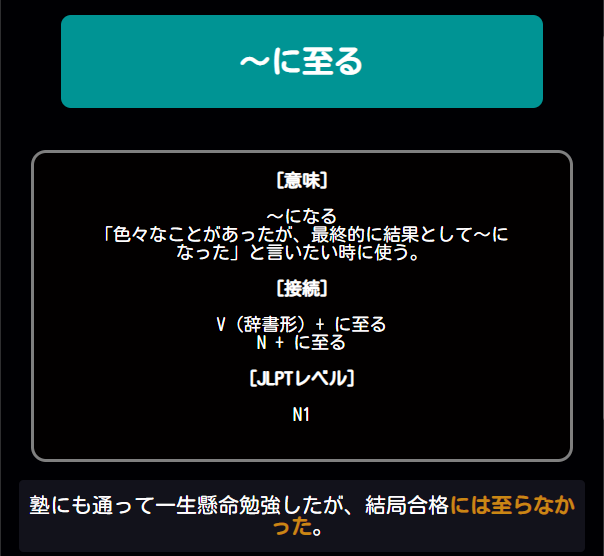 ～に至る
[意味]
～になる
「色々なことがあったが、最終的に結果として～に
なった」と言いたい時に使う。
[接続]
V（辞書形）+ に至る
N + に至る
[JLPTレベル]
N1
塾にも通って一生懸命勉強したが、結局合格には至らなか
った。